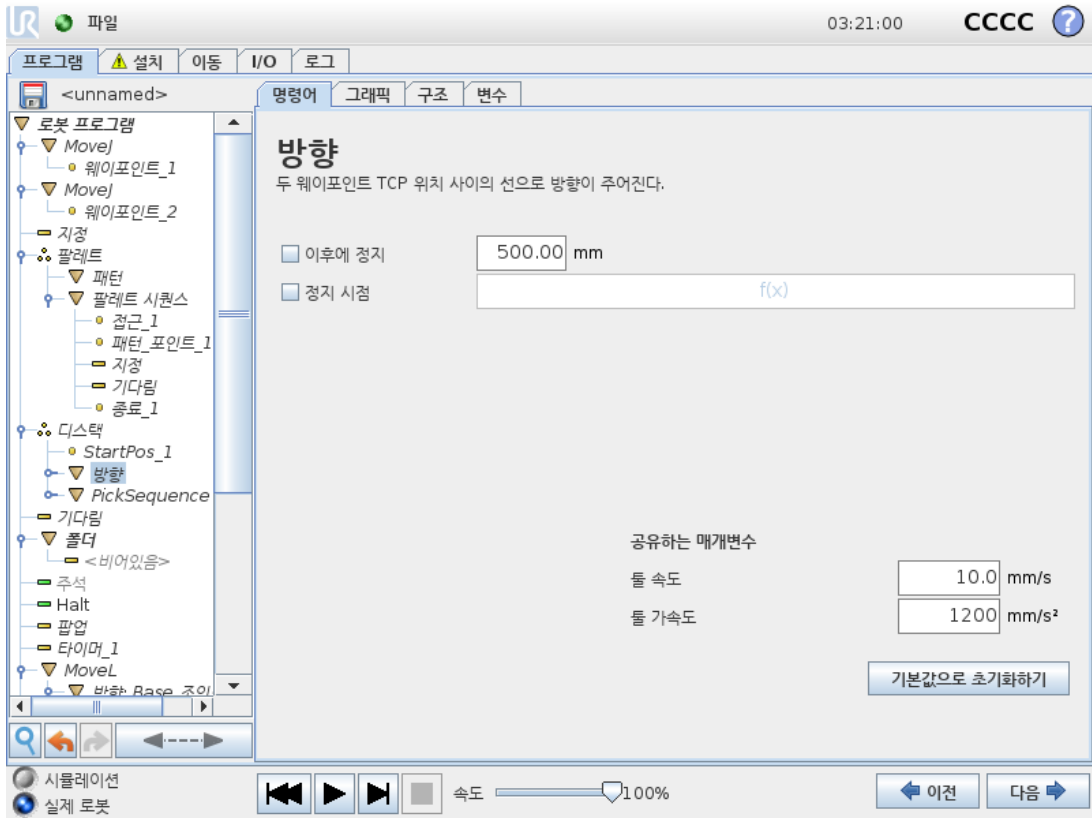 UR 파일 03:21:00 CCCC ?
프로그램 설치 이동 I/O 로그
<unnamed>
명령어 그래픽 구조 변수
로봇 프로그램
MoveJ
웨이포인트_1
MoveJ
웨이포인트_2
지정
팔레트
패턴
팔레트 시퀀스
접근_1
패턴_포인트_1
지정
기다림
종료_1
디스택
StartPos_1
방향
PickSequence
기다림
폴더
<비어있음>
주석
Halt
팝업
타이머_1
MoveL
방향: Base 조인
방향
두 웨이포인트 TCP 위치 사이의 선으로 방향이 주어진다.
이후에 정지 500.00 mm
정지 시점 f(x)
공유하는 매개변수
툴 속도 10.0 mm/s
툴 가속도 1200 mm/s²
기본값으로 초기화하기
시뮬레이션
실제 로봇
속도 100%
이전 다음